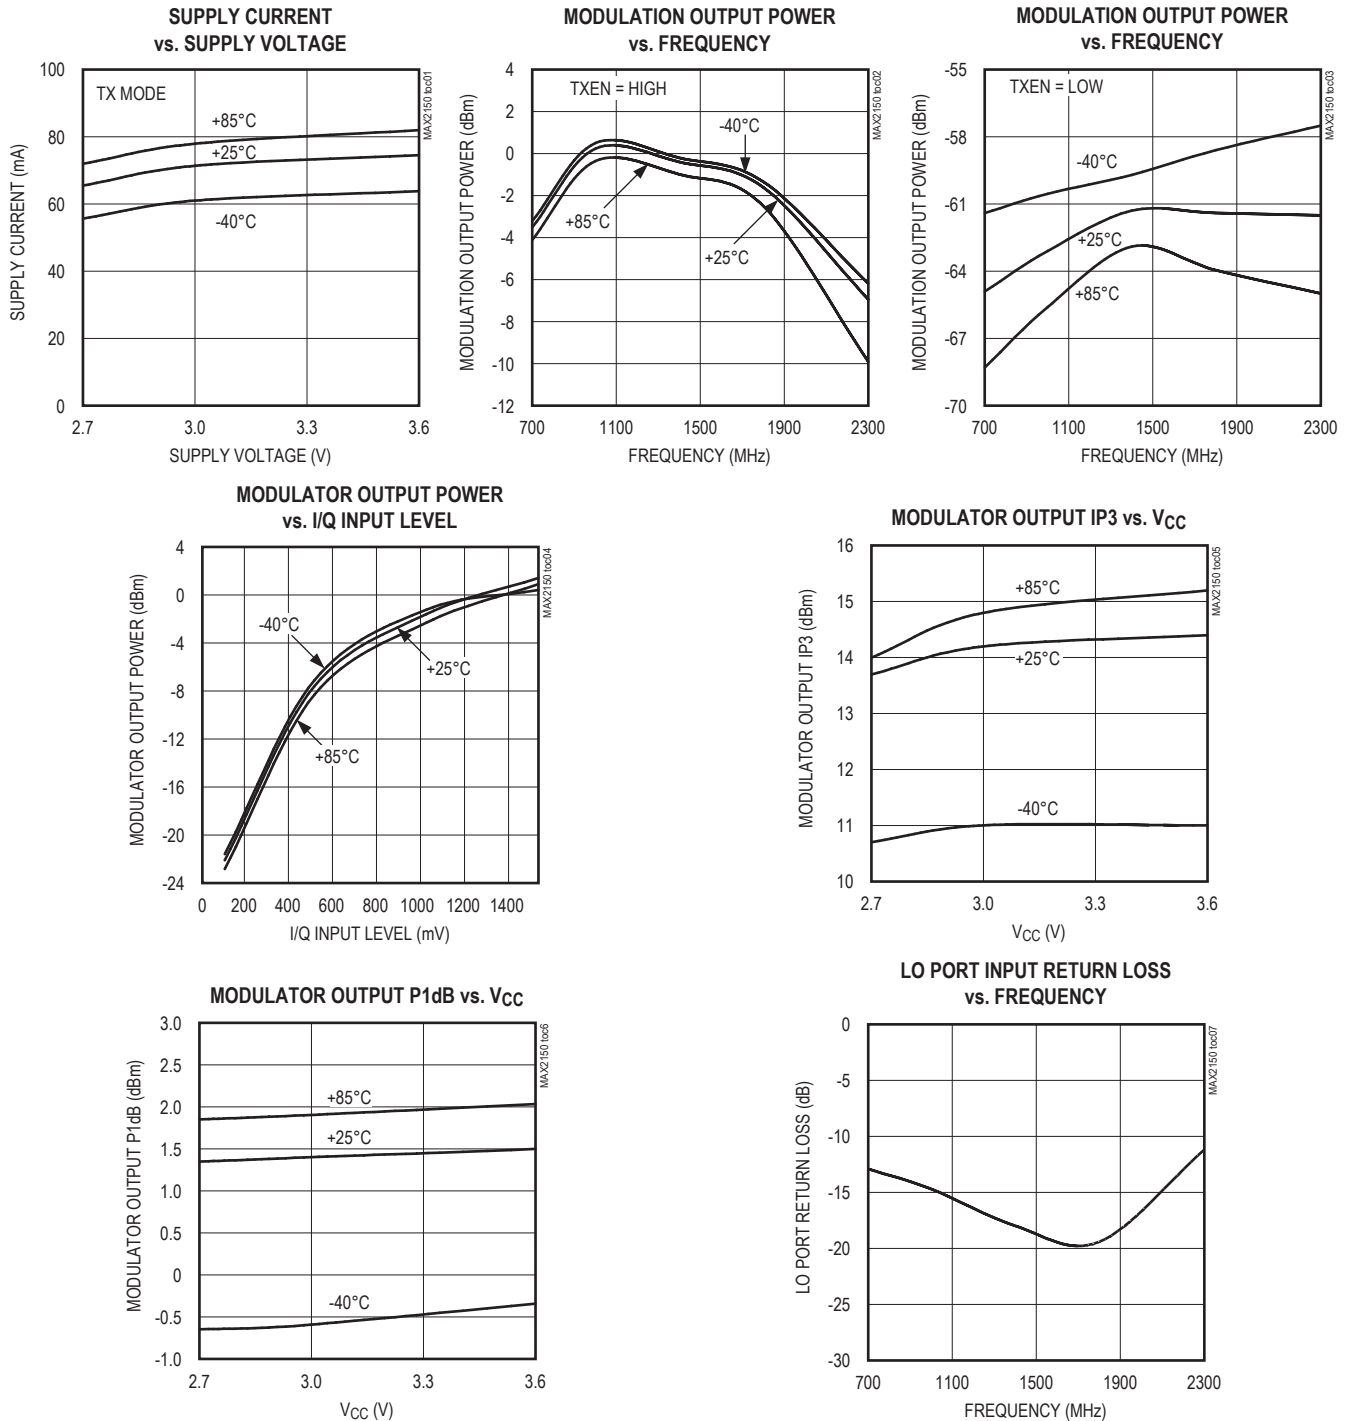 SUPPLY CURRENT
vs. SUPPLY VOLTAGE
100
80
60
40
20
0
SUPPLY CURRENT (mA)
TX MODE
+85°C
+25°C
-40°C
MAX2150 toc01
2.7 3.0 3.3 3.6
SUPPLY VOLTAGE (V)
MODULATION OUTPUT POWER
vs. FREQUENCY
4
2
0
-2
-4
-6
-8
-10
-12
MODULATION OUTPUT POWER (dBm)
TXEN = HIGH
-40°C
+85°C
+25°C
MAX2150 toc02
700 1100 1500 1900 2300
FREQUENCY (MHz)
MODULATION OUTPUT POWER
vs. FREQUENCY
-55
-58
-61
-64
-67
-70
MODULATION OUTPUT POWER (dBm)
TXEN = LOW
-40°C
+25°C
+85°C
MAX2150 toc03
700 1100 1500 1900 2300
FREQUENCY (MHz)
MODULATOR OUTPUT POWER
vs. I/Q INPUT LEVEL
4
0
-4
-8
-12
-16
-20
-24
MODULATOR OUTPUT POWER (dBm)
-40°C
+25°C
+85°C
MAX2150 toc04
0 200 400 600 800 1000 1200 1400
I/Q INPUT LEVEL (mV)
MODULATOR OUTPUT IP3 vs. VCC
16
15
14
13
12
11
10
MODULATOR OUTPUT IP3 (dBm)
+85°C
+25°C
-40°C
MAX2150 toc05
2.7 3.0 3.3 3.6
VCC (V)
MODULATOR OUTPUT P1dB vs. VCC
3.0
2.5
2.0
1.5
1.0
0.5
0
-0.5
-1.0
MODULATOR OUTPUT P1dB (dBm)
+85°C
+25°C
-40°C
MAX2150 toc6
2.7 3.0 3.3 3.6
VCC (V)
LO PORT INPUT RETURN LOSS
vs. FREQUENCY
0
-5
-10
-15
-20
-25
-30
LO PORT RETURN LOSS (dB)
MAX2150 toc07
700 1100 1500 1900 2300
FREQUENCY (MHz)